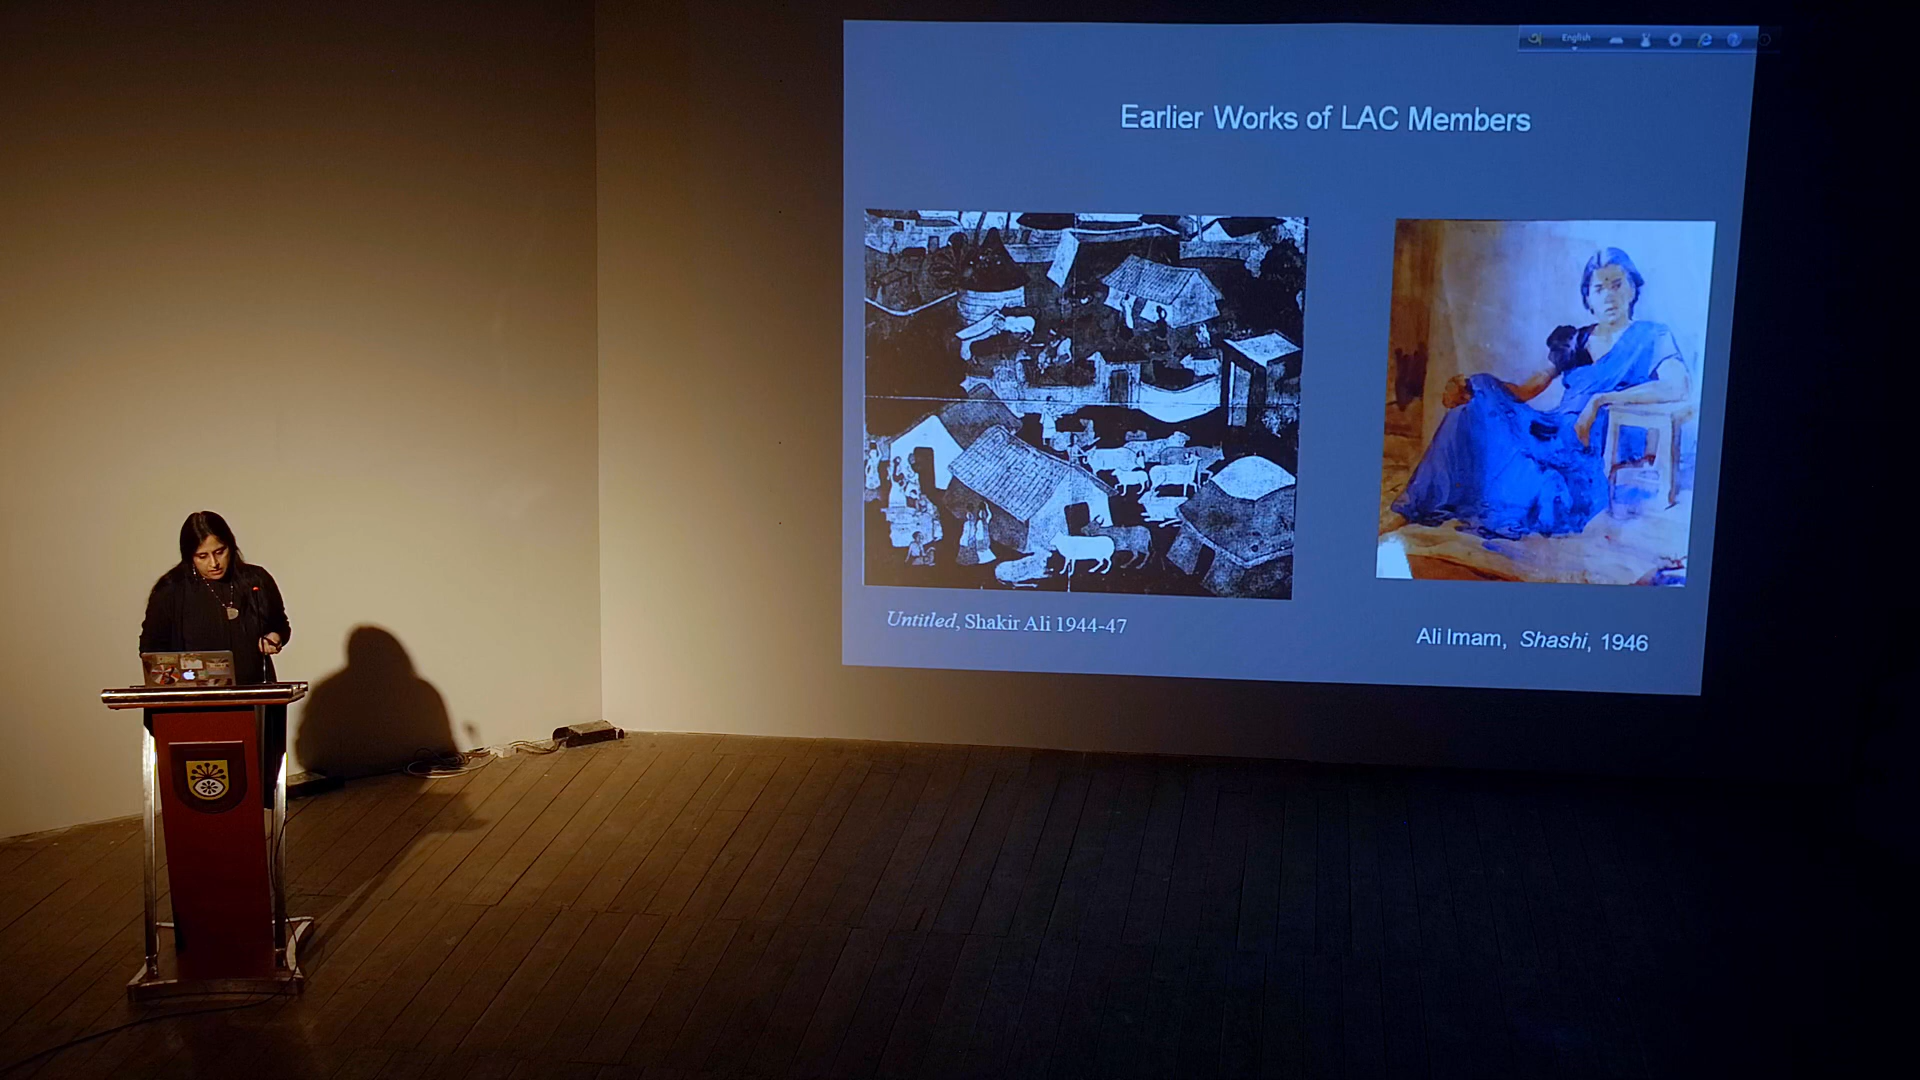 অ English
Earlier Works of LAC Members
Untitled, Shakir Ali 1944-47
Ali Imam, Shashi, 1946